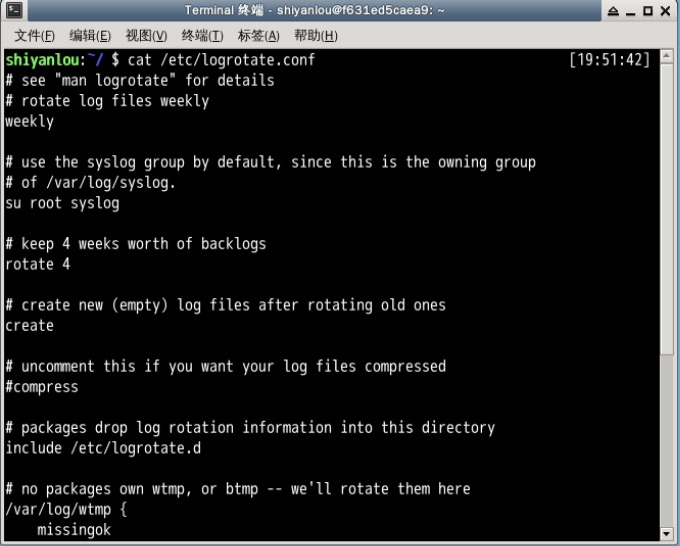 Terminal 终端 - shiyanlou@f631ed5caea9: ~
文件(F) 编辑(E) 视图(V) 终端(T) 标签(A) 帮助(H)
shiyanlou:~/ $ cat /etc/logrotate.conf [19:51:42]
# see "man logrotate" for details
# rotate log files weekly
weekly
# use the syslog group by default, since this is the owning group
# of /var/log/syslog.
su root syslog
# keep 4 weeks worth of backlogs
rotate 4
# create new (empty) log files after rotating old ones
create
# uncomment this if you want your log files compressed
#compress
# packages drop log rotation information into this directory
include /etc/logrotate.d
# no packages own wtmp, or btmp -- we'll rotate them here
/var/log/wtmp {
    missingok